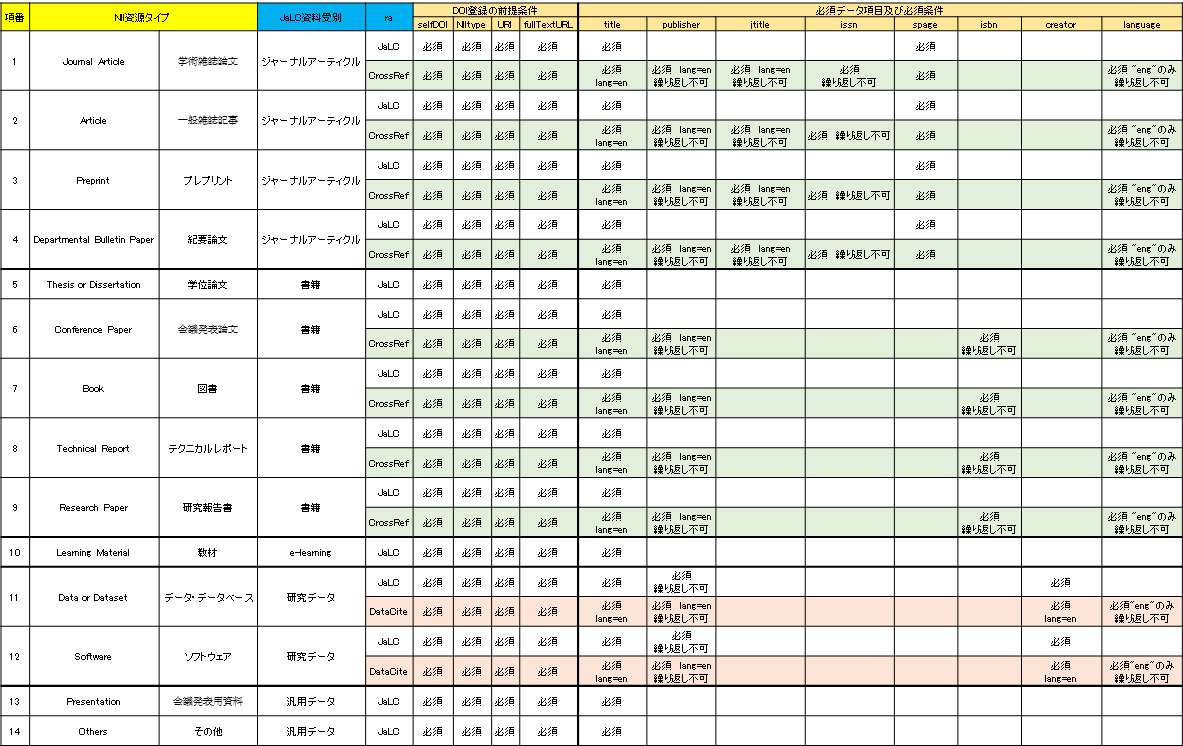 項番 NII資源タイプ JaLC資料受別 ra DOI登録の前提条件 必須データ項目及び必須条件
selfDOI NIItype URI fullTextURL title publisher jtitle issn spage isbn creator language
1 Journal Article 学術雑誌論文 ジャーナルアーティクル JaLC 必須 必須 必須 必須 必須 必須
CrossRef 必須 必須 必須 必須 必須 lang=en 必須 lang=en 繰り返し不可 必須 lang=en 繰り返し不可 必須 繰り返し不可 必須 必須 "eng"のみ 繰り返し不可
2 Article 一般雑誌記事 ジャーナルアーティクル JaLC 必須 必須 必須 必須 必須 必須
CrossRef 必須 必須 必須 必須 必須 lang=en 必須 lang=en 繰り返し不可 必須 lang=en 繰り返し不可 必須 繰り返し不可 必須 必須 "eng"のみ 繰り返し不可
3 Preprint プレプリント ジャーナルアーティクル JaLC 必須 必須 必須 必須 必須 必須
CrossRef 必須 必須 必須 必須 必須 lang=en 必須 lang=en 繰り返し不可 必須 lang=en 繰り返し不可 必須 繰り返し不可 必須 必須 "eng"のみ 繰り返し不可
4 Departmental Bulletin Paper 紀要論文 ジャーナルアーティクル JaLC 必須 必須 必須 必須 必須 必須
CrossRef 必須 必須 必須 必須 必須 lang=en 必須 lang=en 繰り返し不可 必須 lang=en 繰り返し不可 必須 繰り返し不可 必須 必須 "eng"のみ 繰り返し不可
5 Thesis or Dissertation 学位論文 書籍 JaLC 必須 必須 必須 必須 必須
6 Conference Paper 会議発表論文 書籍 JaLC 必須 必須 必須 必須 必須
CrossRef 必須 必須 必須 必須 必須 lang=en 必須 lang=en 繰り返し不可 必須 繰り返し不可 必須 "eng"のみ 繰り返し不可
7 Book 図書 書籍 JaLC 必須 必須 必須 必須 必須
CrossRef 必須 必須 必須 必須 必須 lang=en 必須 lang=en 繰り返し不可 必須 繰り返し不可 必須 "eng"のみ 繰り返し不可
8 Technical Report テクニカルレポート 書籍 JaLC 必須 必須 必須 必須 必須
CrossRef 必須 必須 必須 必須 必須 lang=en 必須 lang=en 繰り返し不可 必須 繰り返し不可 必須 "eng"のみ 繰り返し不可
9 Research Paper 研究報告書 書籍 JaLC 必須 必須 必須 必須 必須
CrossRef 必須 必須 必須 必須 必須 lang=en 必須 lang=en 繰り返し不可 必須 繰り返し不可 必須 "eng"のみ 繰り返し不可
10 Learning Material 教材 e-learning JaLC 必須 必須 必須 必須 必須
11 Data or Dataset データ・データベース 研究データ JaLC 必須 必須 必須 必須 必須 必須 繰り返し不可 必須
DataCite 必須 必須 必須 必須 必須 lang=en 必須 lang=en 繰り返し不可 必須 lang=en 必須"eng"のみ 繰り返し不可
12 Software ソフトウェア 研究データ JaLC 必須 必須 必須 必須 必須 必須 繰り返し不可 必須
DataCite 必須 必須 必須 必須 必須 lang=en 必須 lang=en 繰り返し不可 必須 lang=en 必須"eng"のみ 繰り返し不可
13 Presentation 会議発表用資料 汎用データ JaLC 必須 必須 必須 必須 必須
14 Others その他 汎用データ JaLC 必須 必須 必須 必須 必須